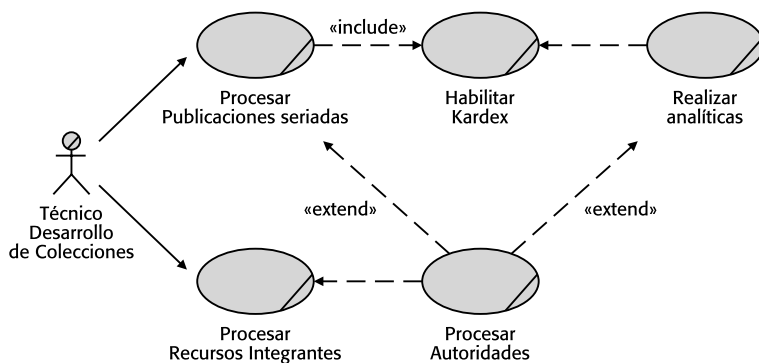 «include»
Procesar
Publicaciones seriadas
Habilitar
Kardex
Realizar
analíticas
Técnico
Desarrollo
de Colecciones
«extend»
«extend»
Procesar
Recursos Integrantes
Procesar
Autoridades